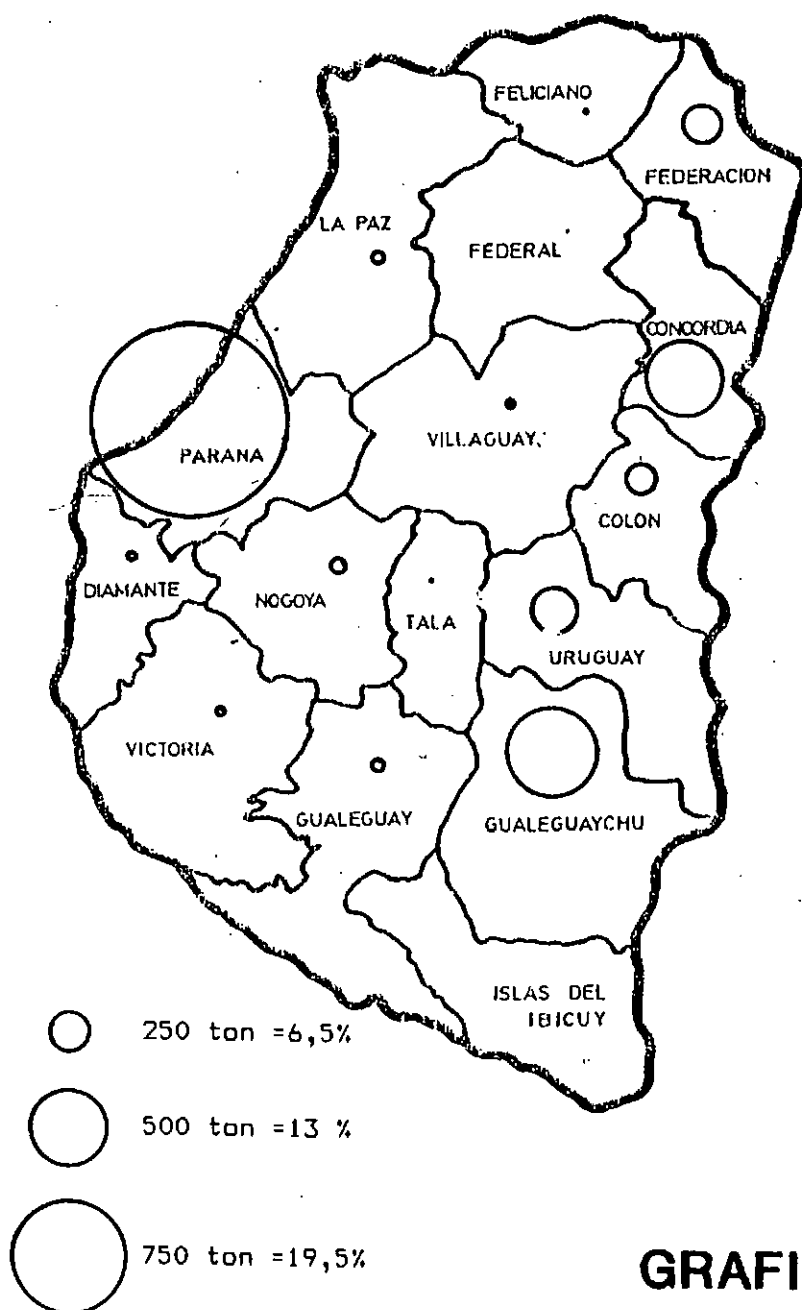 FELICIANO
FEDERACION
LA PAZ
FEDERAL
CONCORDIA
PARANA
VILLAGUAY
COLON
DIAMANTE
NOGOYA
TALA
URUGUAY
VICTORIA
GUALEGUAY
GUALEGUAYCHU
ISLAS DEL
IBICUY
250 ton =6,5%
500 ton =13 %
750 ton =19,5%
GRAFI